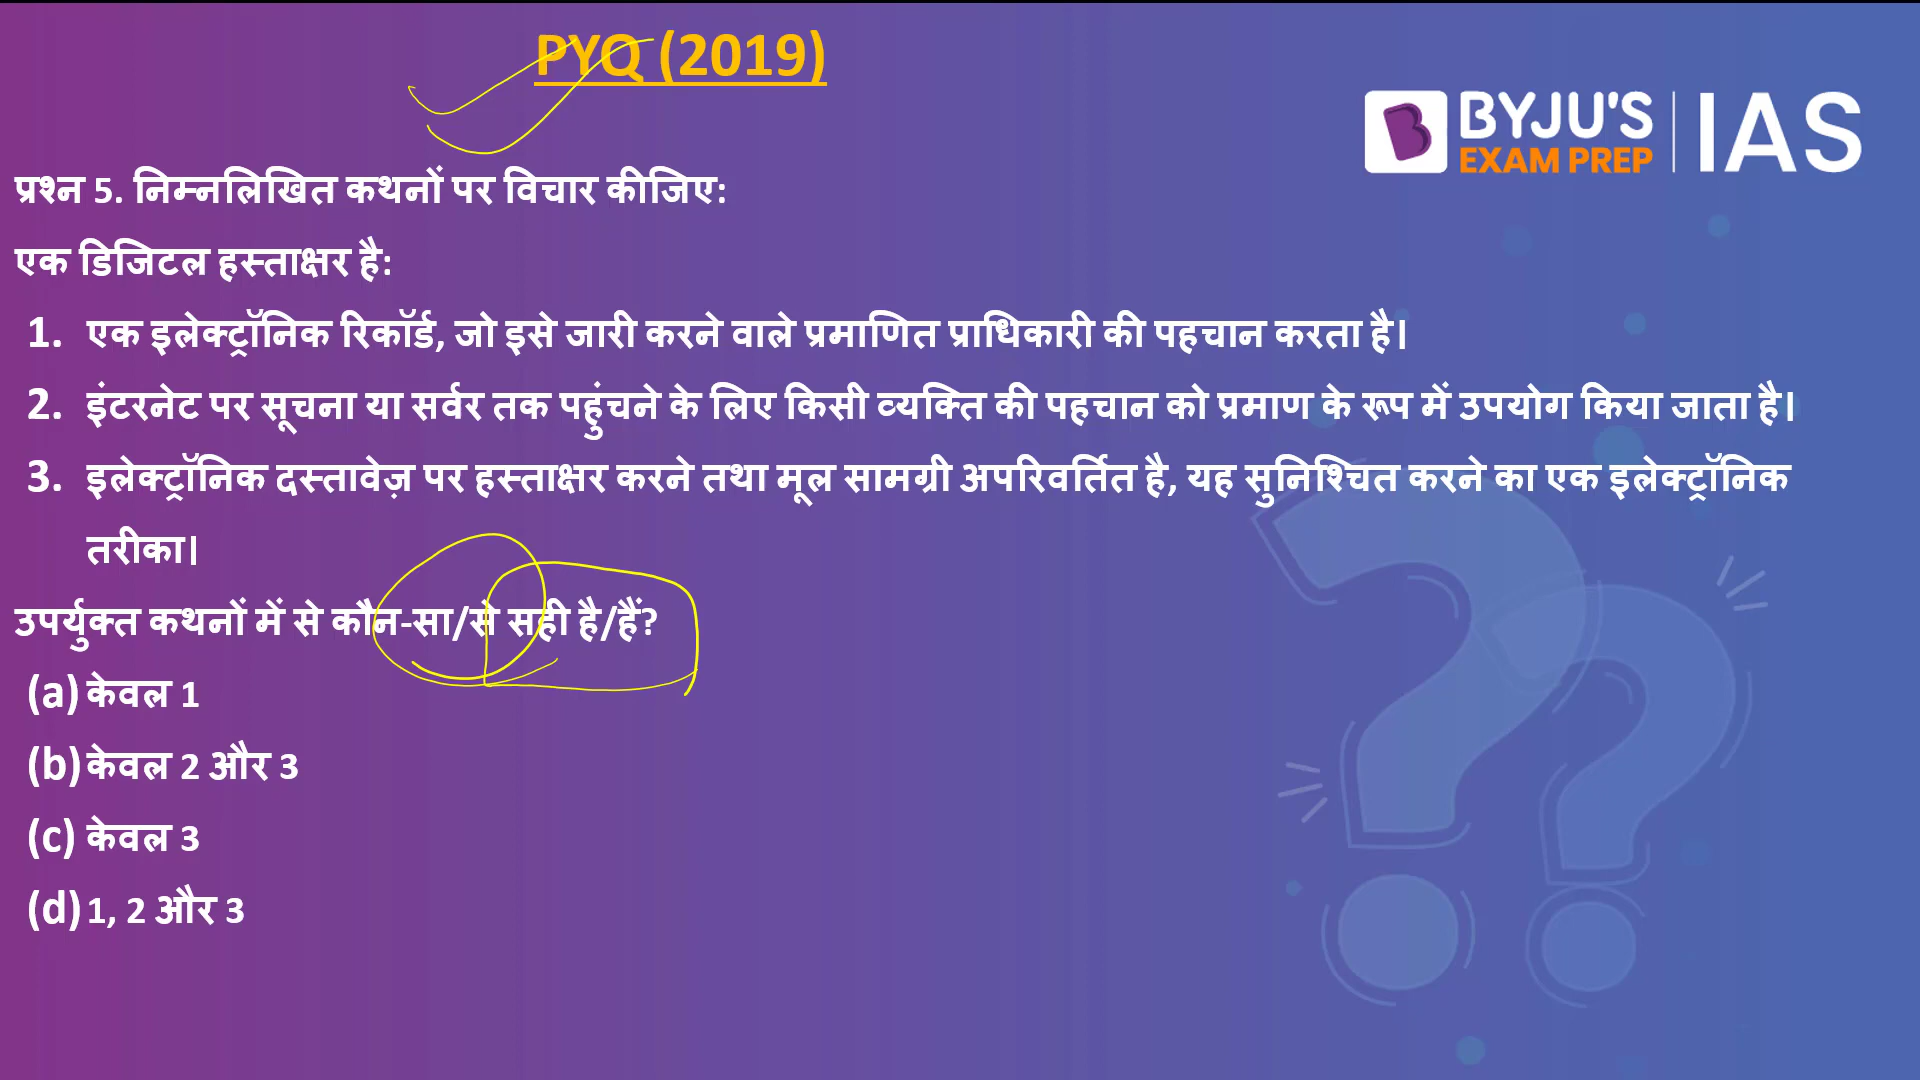 PYQ (2019)
BYJU'S
EXAM PREP
IAS
प्रश्न 5. निम्नलिखित कथनों पर विचार कीजिए:
एक डिजिटल हस्ताक्षर है:
1. एक इलेक्ट्रॉनिक रिकॉर्ड, जो इसे जारी करने वाले प्रमाणित प्राधिकारी की पहचान करता है।
2. इंटरनेट पर सूचना या सर्वर तक पहुंचने के लिए किसी व्यक्ति की पहचान को प्रमाण के रूप में उपयोग किया जाता है।
3. इलेक्ट्रॉनिक दस्तावेज़ पर हस्ताक्षर करने तथा मूल सामग्री अपरिवर्तित है, यह सुनिश्चित करने का एक इलेक्ट्रॉनिक
तरीका।
उपर्युक्त कथनों में से कौन-सा/से सही है/हैं?
(a) केवल 1
(b) केवल 2 और 3
(c) केवल 3
(d) 1, 2 और 3